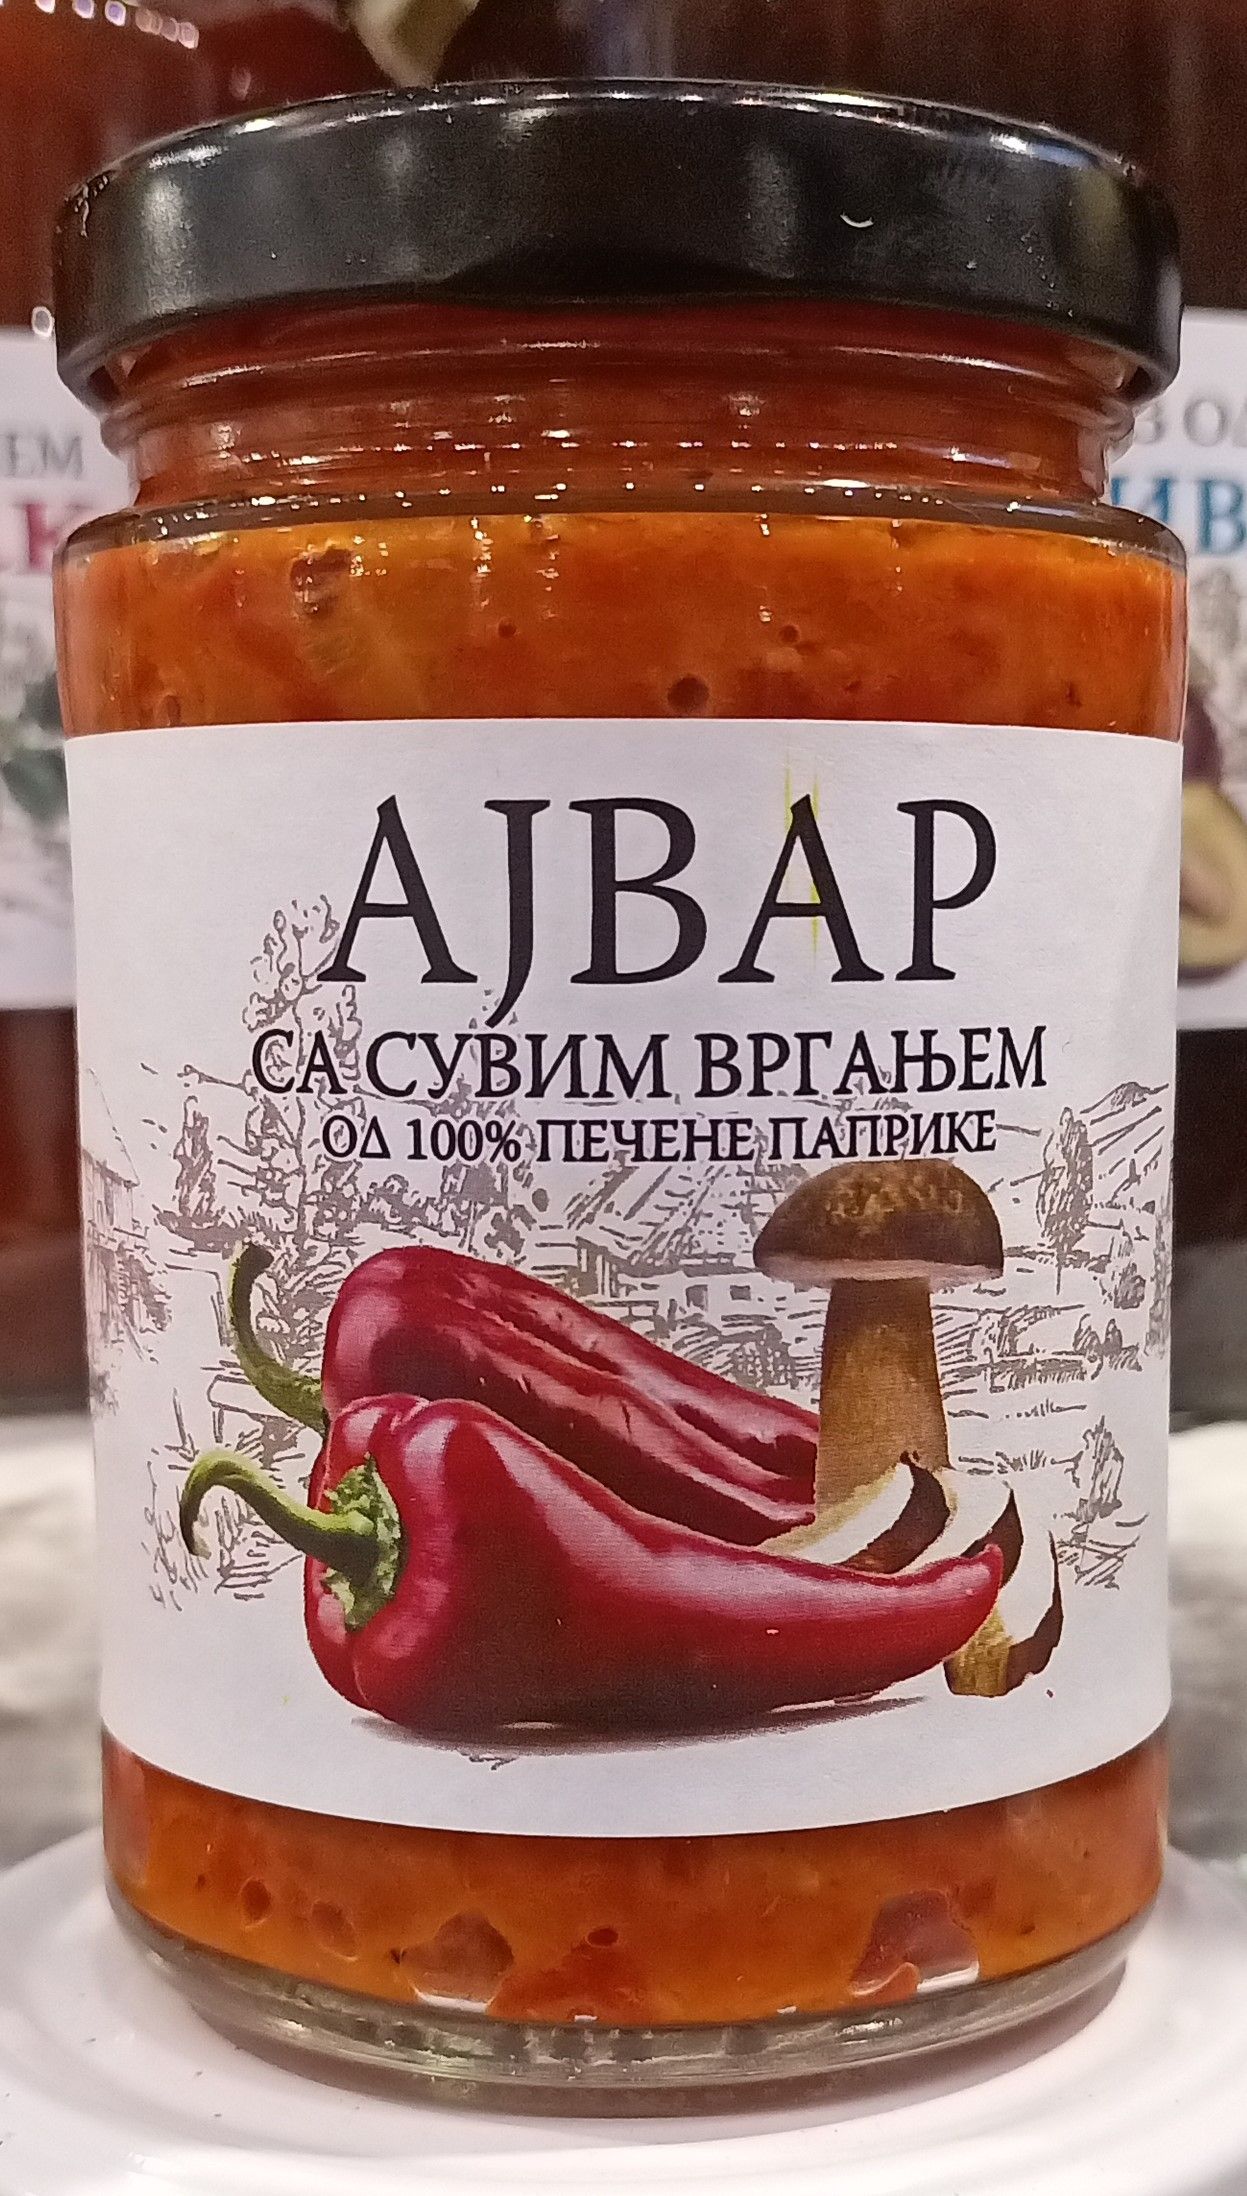 АЈВАР
СА СУВИМ ВРГАЊЕМ
ОД 100% ПЕЧЕНЕ ПАПРИКЕ